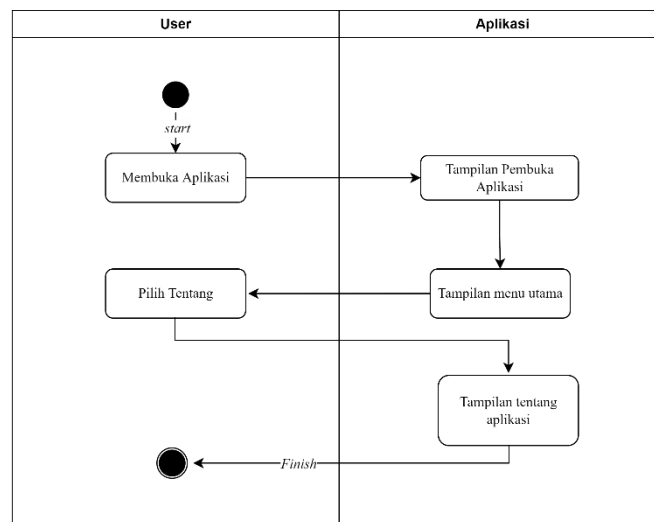 User
Aplikasi
start
Membuka Aplikasi
Tampilan Pembuka
Aplikasi
Pilih Tentang
Tampilan menu utama
Tampilan tentang
aplikasi
Finish